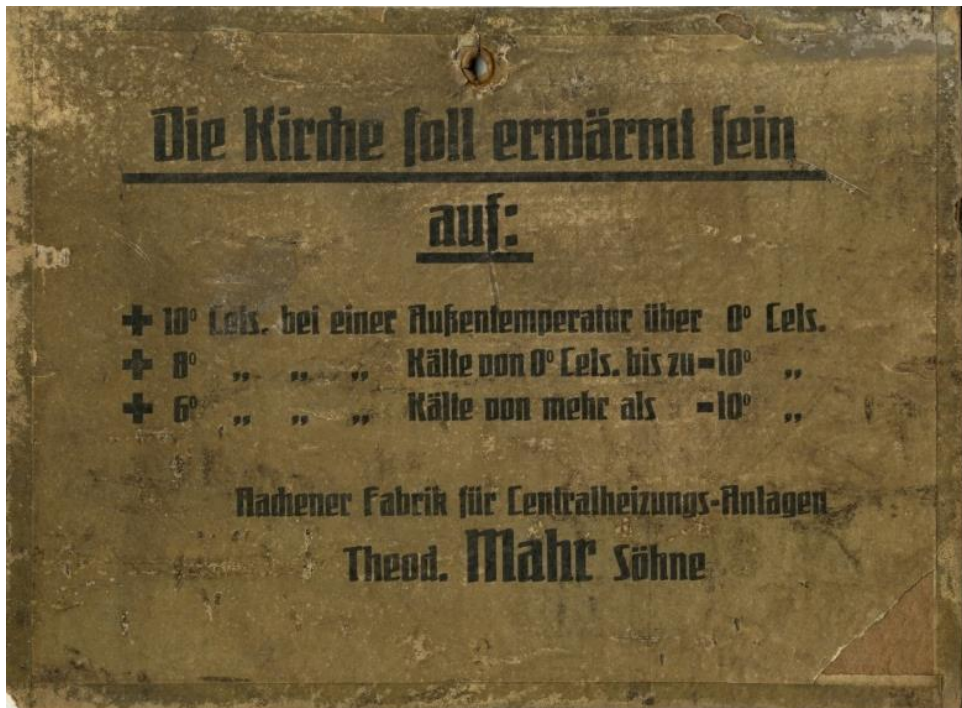 Die Kirche soll erwärmt sein
auf:
+ 10° Cels. bei einer Außentemperatur über 0° Cels.
+ 8° „ „ „ Kälte von 0° Cels. bis zu -10° „
+ 6° „ „ „ Kälte von mehr als -10° „
Aachener Fabrik für Centralheizungs-Anlagen
Theod. Mahr Söhne